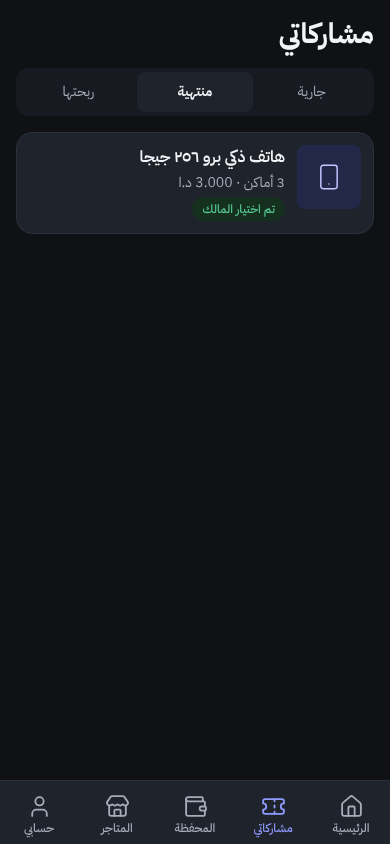 مشاركاتي
جارية
منتهية
ربحتها
هاتف ذكي برو ٢٥٦ جيجا
3 أماكن · 3.000 د.ا
تم اختيار المالك
الرئيسية
مشاركاتي
المحفظة
المتاجر
حسابي